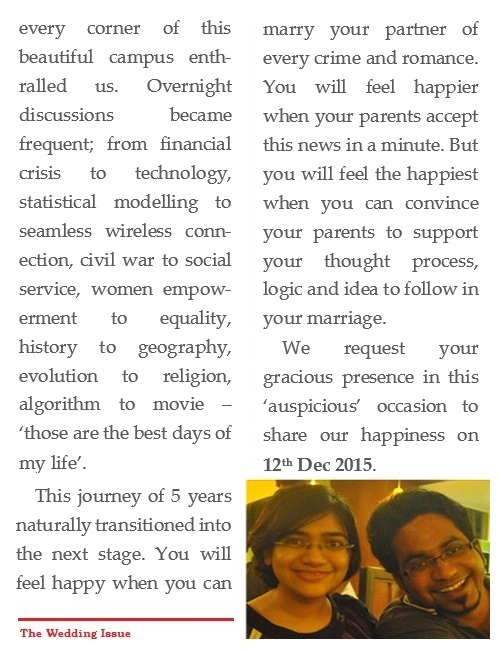 every corner of this
beautiful campus enth-
ralled us. Overnight
discussions became
frequent; from financial
crisis to technology,
statistical modelling to
seamless wireless conn-
ection, civil war to social
service, women empow-
erment to equality,
history to geography,
evolution to religion,
algorithm to movie –
‘those are the best days of
my life’.
This journey of 5 years
naturally transitioned into
the next stage. You will
feel happy when you can
The Wedding Issue
marry your partner of
every crime and romance.
You will feel happier
when your parents accept
this news in a minute. But
you will feel the happiest
when you can convince
your parents to support
your thought process,
logic and idea to follow in
your marriage.
We request your
gracious presence in this
‘auspicious’ occasion to
share our happiness on
12th Dec 2015.